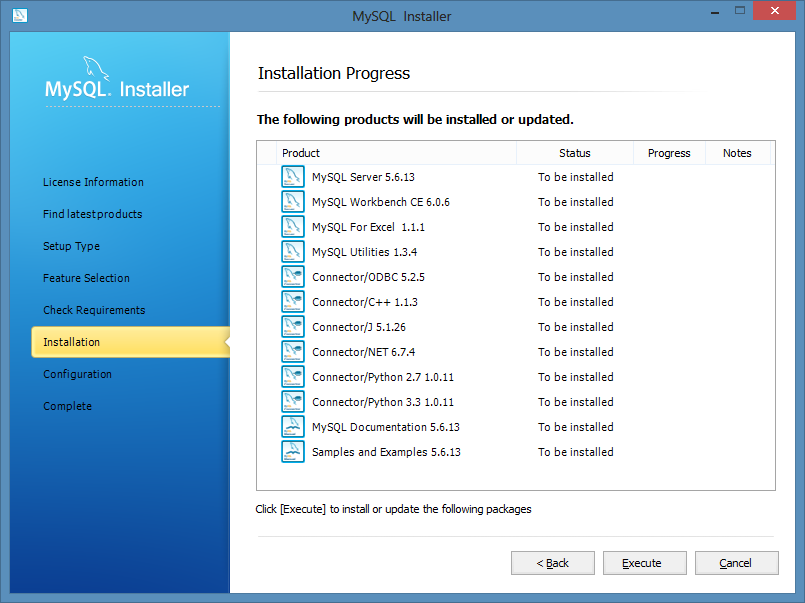 MySQL Installer
MySQL. Installer
License Information
Find latest products
Setup Type
Feature Selection
Check Requirements
Installation
Configuration
Complete
Installation Progress
The following products will be installed or updated.
Product Status Progress Notes
MySQL Server 5.6.13 To be installed
MySQL Workbench CE 6.0.6 To be installed
MySQL For Excel 1.1.1 To be installed
MySQL Utilities 1.3.4 To be installed
Connector/ODBC 5.2.5 To be installed
Connector/C++ 1.1.3 To be installed
Connector/J 5.1.26 To be installed
Connector/NET 6.7.4 To be installed
Connector/Python 2.7 1.0.11 To be installed
Connector/Python 3.3 1.0.11 To be installed
MySQL Documentation 5.6.13 To be installed
Samples and Examples 5.6.13 To be installed
Click [Execute] to install or update the following packages
< Back Execute Cancel